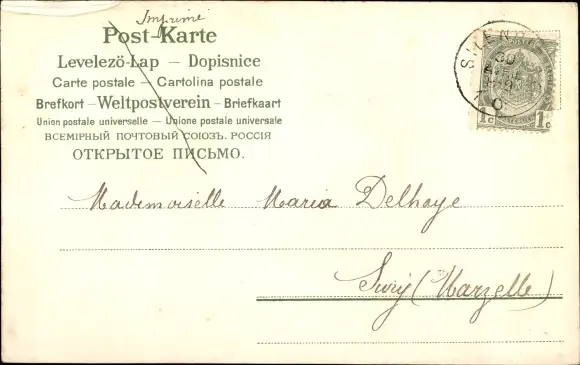 Imprimé
Post-Karte
Levelezö-Lap – Dopisnice
Carte postale – Cartolina postale
Brefkort – Weltpostverein – Briefkaart
Union postale universelle – Unione postale universale
ВСЕМІРНЫЙ ПОЧТОВЫЙ СОЮЗЪ. РОССІЯ
ОТКРЫТОЕ ПИСЬМО.
1c 1c
Mademoiselle Maria Delhaye
(Marzelle)